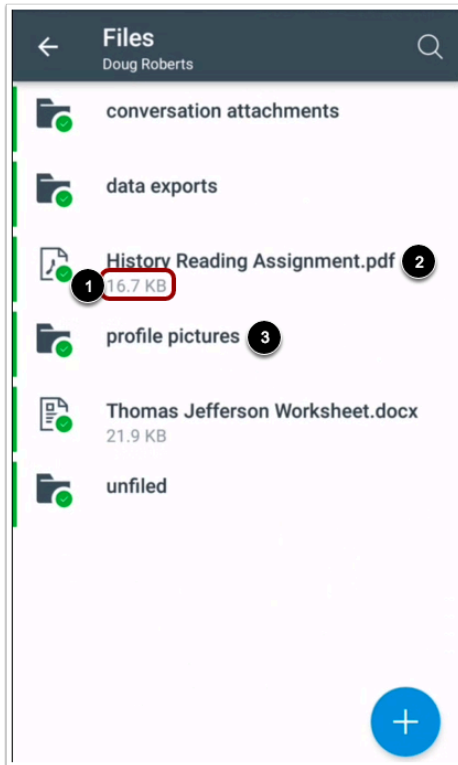 Files
Doug Roberts
conversation attachments
data exports
History Reading Assignment.pdf 2
1 16.7 KB
profile pictures 3
Thomas Jefferson Worksheet.docx
21.9 KB
unfiled